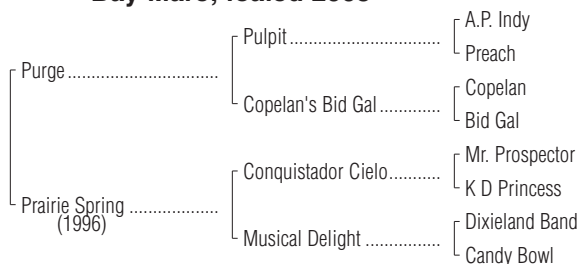 Bay Mare; foaled
A.P. Indy
Pulpit
Preach
Purge
Copelan
Copelan's Bid Gal
Bid Gal
Mr. Prospector
Conquistador Cielo
K D Princess
Prairie Spring
(1996)
Dixieland Band
Musical Delight
Candy Bowl